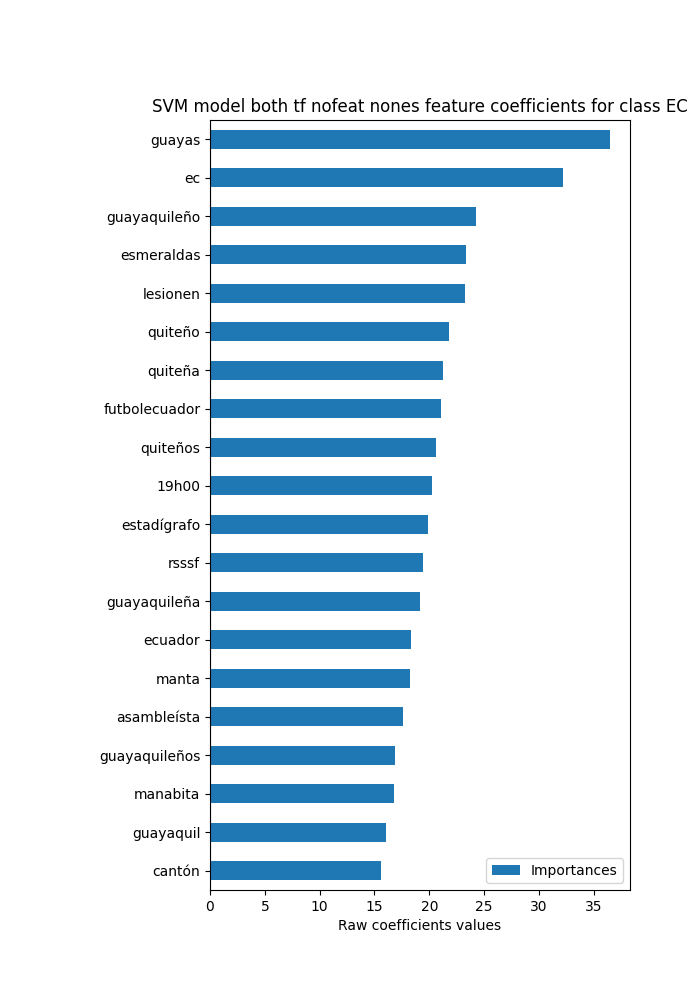 SVM model both tf nofeat nones feature coefficients for class EC
guayas
ec
guayaquileño
esmeraldas
lesionen
quiteño
quiteña
futbolecuador
quiteños
19h00
estadígrafo
rsssf
guayaquileña
ecuador
manta
asambleísta
guayaquileños
manabita
guayaquil
cantón
Importances
0 5 10 15 20 25 30 35
Raw coefficients values